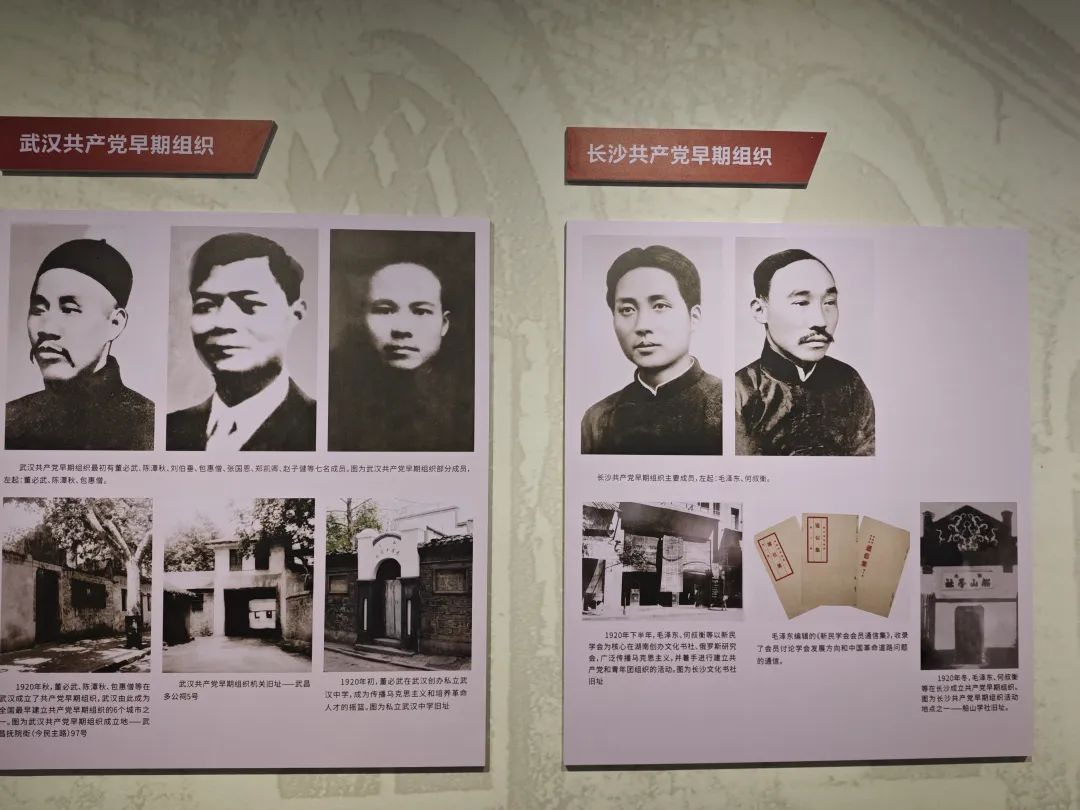 武汉共产党早期组织
武汉共产党早期组织最初有董必武、陈潭秋、刘伯垂、包惠僧、张国恩、郑凯卿、赵子健等七名成员。图为武汉共产党早期组织部分成员,
左起:董必武、陈潭秋、包惠僧。
1920年秋,董必武、陈潭秋、包惠僧等在
武汉成立了共产党早期组织,武汉由此成为
全国最早建立共产党早期组织的6个城市之
一。图为武汉共产党早期组织成立地——武
昌抚院街(今民主路)97号
武汉共产党早期组织机关旧址——武昌
多公祠5号
1920年初,董必武在武汉创办私立武
汉中学,成为传播马克思主义和培养革命
人才的摇篮。图为私立武汉中学旧址
长沙共产党早期组织
长沙共产党早期组织主要成员,左起:毛泽东、何叔衡。
1920年下半年,毛泽东、何叔衡等以新民
学会为核心在湖南创办文化书社、俄罗斯研究
会,广泛传播马克思主义,并着手进行建立共产
党和青年团组织的活动。图为长沙文化书社
旧址
毛泽东编辑的《新民学会会员通信集》,收录
了会员讨论学会发展方向和中国革命道路问题
的通信。
船山学社
1920年冬,毛泽东、何叔衡
等在长沙成立共产党早期组织。
图为长沙共产党早期组织活动
地点之一——船山学社旧址。